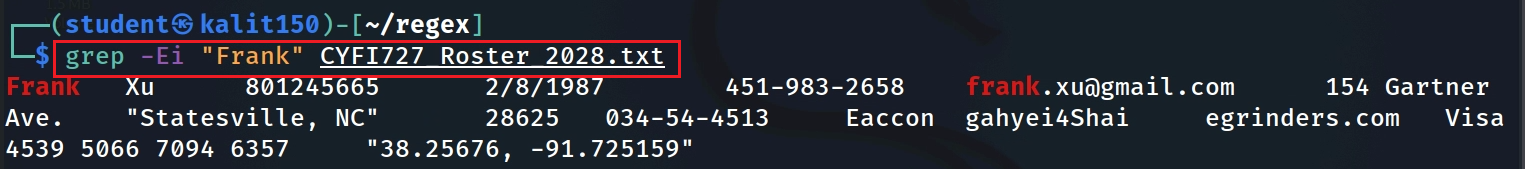 (student㉿kalit150)-[~/regex]
$ grep -Ei "Frank" CYFI727_Roster_2028.txt
Frank Xu 801245665 2/8/1987 451-983-2658 frank.xu@gmail.com 154 Gartner
Ave. "Statesville, NC" 28625 034-54-4513 Eaccon gahyei4Shai egrinders.com Visa
4539 5066 7094 6357 "38.25676, -91.725159"